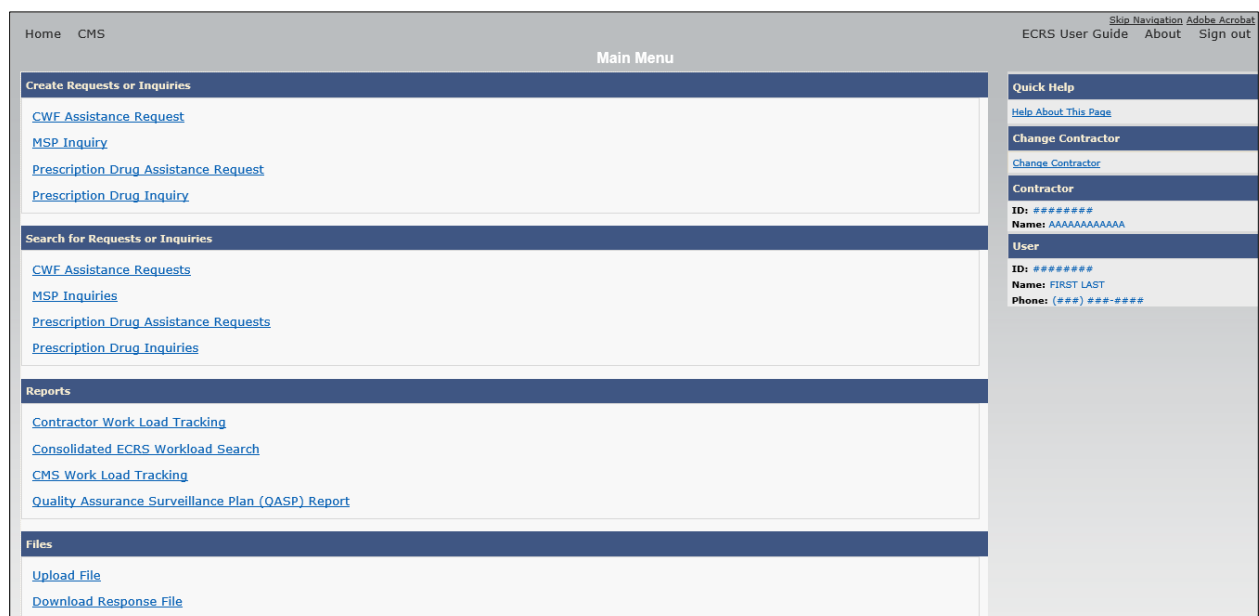 Skip Navigation Adobe Acrobat
Home CMS ECRS User Guide About Sign out
Main Menu
Create Requests or Inquiries
CWF Assistance Request
MSP Inquiry
Prescription Drug Assistance Request
Prescription Drug Inquiry
Search for Requests or Inquiries
CWF Assistance Requests
MSP Inquiries
Prescription Drug Assistance Requests
Prescription Drug Inquiries
Reports
Contractor Work Load Tracking
Consolidated ECRS Workload Search
CMS Work Load Tracking
Quality Assurance Surveillance Plan (QASP) Report
Files
Upload File
Download Response File
Quick Help
Help About This Page
Change Contractor
Change Contractor
Contractor
ID: ########
Name: AAAAAAAAAAAA
User
ID: ########
Name: FIRST LAST
Phone: (###) ###-####